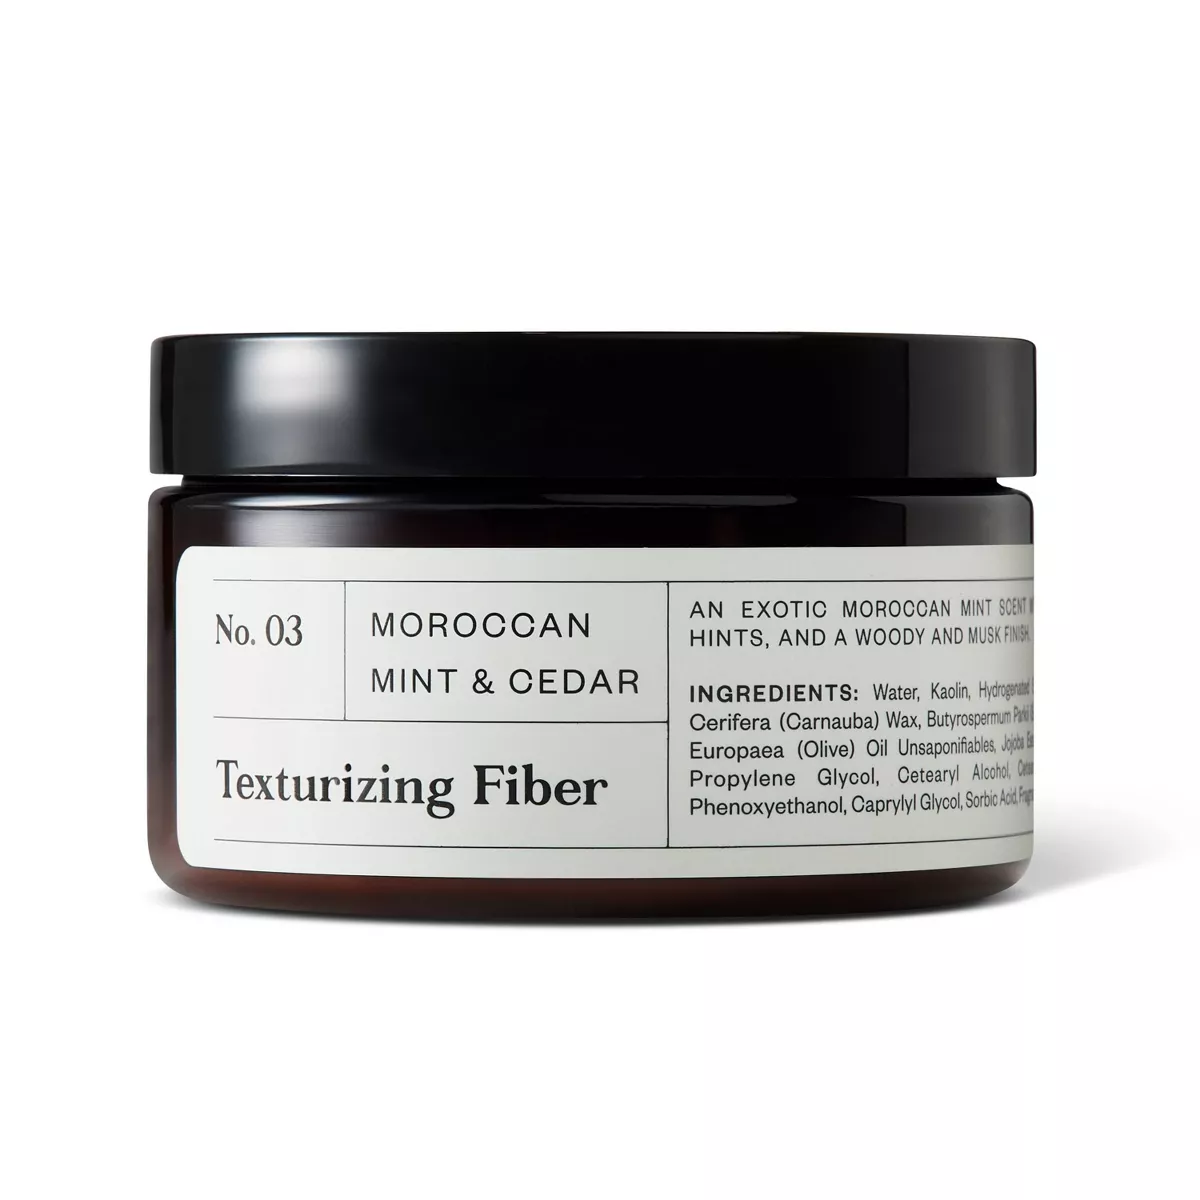 No. 03
MOROCCAN
MINT & CEDAR
Texturizing Fiber
AN EXOTIC MOROCCAN MINT SCENT
HINTS, AND A WOODY AND MUSK FINISH.
INGREDIENTS: Water, Kaolin, Hydrogenated
Cerifera (Carnauba) Wax, Butyrospermum Parkii
Europaea (Olive) Oil Unsaponifiables, Jojoba
Propylene Glycol, Cetearyl Alcohol,
Phenoxyethanol, Caprylyl Glycol, Sorbic Acid,